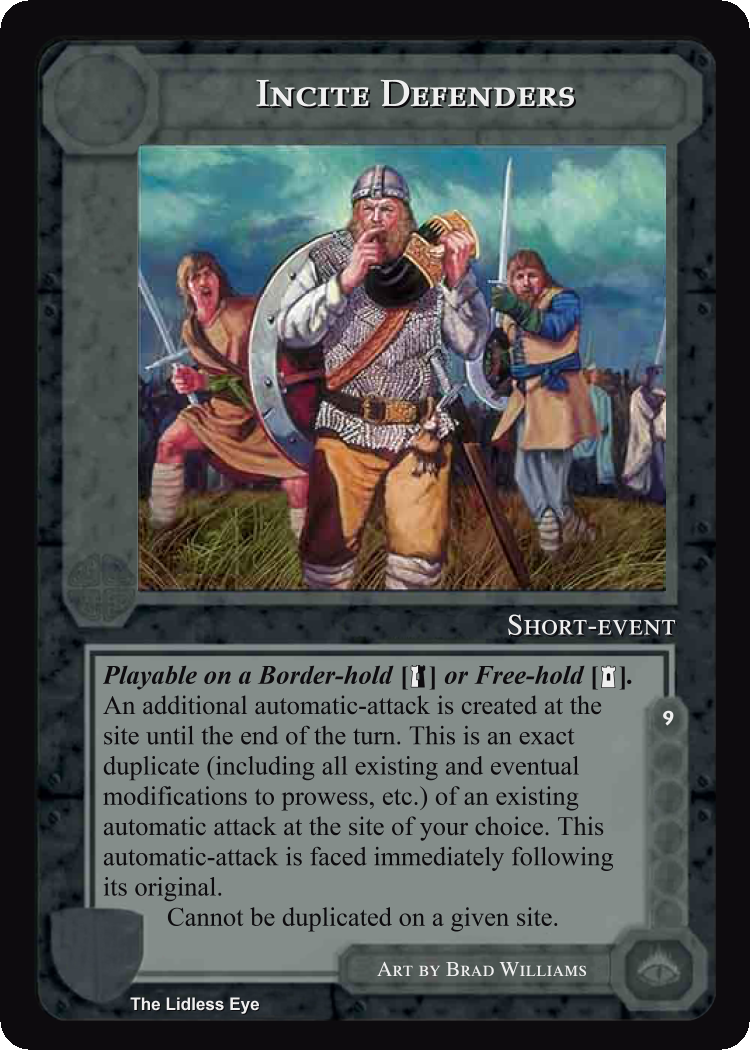 Incite Defenders
Short-event
Playable on a Border-hold [] or Free-hold [].
An additional automatic-attack is created at the
site until the end of the turn. This is an exact
duplicate (including all existing and eventual
modifications to prowess, etc.) of an existing
automatic attack at the site of your choice. This
automatic-attack is faced immediately following
its original.
Cannot be duplicated on a given site.
9
Art by Brad Williams
The Lidless Eye